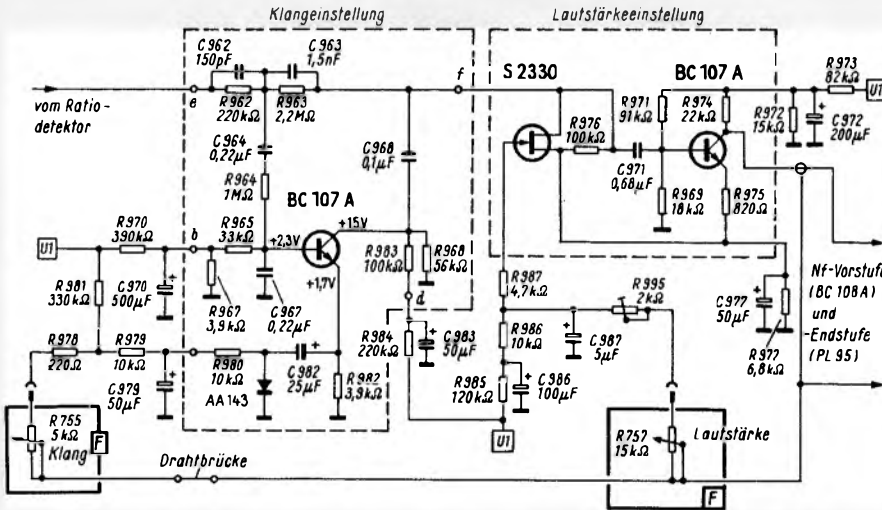 Klangeinstellung
Lautstärkeeinstellung
C962
150pF
C963
1,5nF
e
f
vom Ratio-
detektor
R962
220kΩ
R963
2,2MΩ
C964
0,22µF
R964
1MΩ
C968
0,1µF
S 2330
BC 107 A
R976
100kΩ
R971
91kΩ
R974
22kΩ
C971
0,68µF
R972
15kΩ
C972
200µF
R973
82kΩ
U1
R969
18kΩ
R975
820Ω
BC 107 A
+15V
+2,3V
+1,7V
U1
R970
390kΩ
b
R965
33kΩ
R981
330kΩ
C970
500µF
R967
3,9kΩ
C967
0,22µF
R983
100kΩ
R968
56kΩ
d
R978
220Ω
R979
10kΩ
C979
50µF
R980
10kΩ
AA 143
C982
25µF
R982
3,9kΩ
R984
220kΩ
C983
50µF
R987
4,7kΩ
R986
10kΩ
R985
120kΩ
C986
100µF
C987
5µF
R995
2kΩ
C977
50µF
R977
6,8kΩ
Nf-Vorstufe
(BC 108A)
und
-Endstufe
(PL 95)
U1
R755
5kΩ
Klang
F
Drahtbrücke
R757
15kΩ
Lautstärke
F